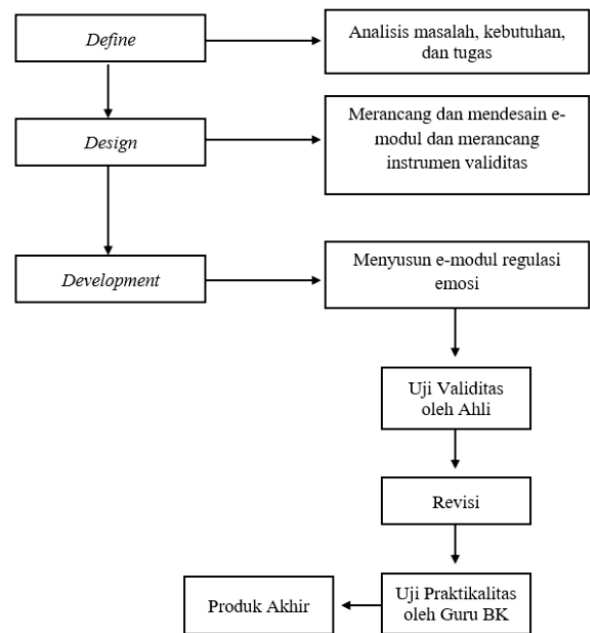 Define
Analisis masalah, kebutuhan,
dan tugas
Design
Merancang dan mendesain e-
modul dan merancang
instrumen validitas
Development
Menyusun e-modul regulasi
emosi
Uji Validitas
oleh Ahli
Revisi
Uji Praktikalitas
oleh Guru BK
Produk Akhir